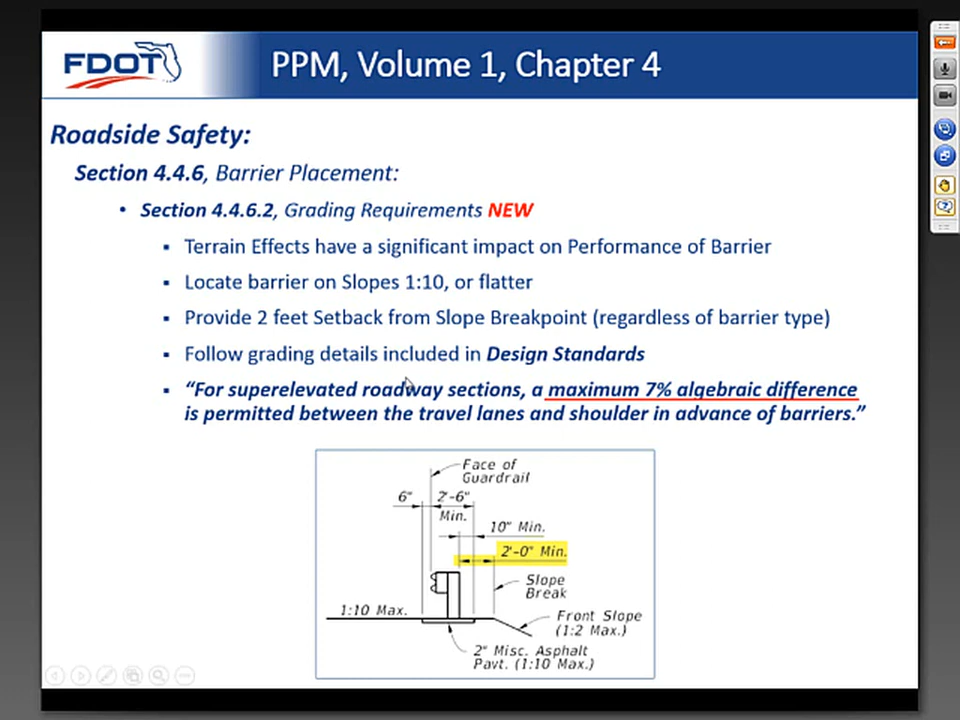 FDOT
PPM, Volume 1, Chapter 4
Roadside Safety:
Section 4.4.6, Barrier Placement:
• Section 4.4.6.2, Grading Requirements NEW
▪ Terrain Effects have a significant impact on Performance of Barrier
▪ Locate barrier on Slopes 1:10, or flatter
▪ Provide 2 feet Setback from Slope Breakpoint (regardless of barrier type)
▪ Follow grading details included in Design Standards
▪ “For superelevated roadway sections, a maximum 7% algebraic difference
is permitted between the travel lanes and shoulder in advance of barriers.”
Face of
Guardrail
6" 2'-6"
Min.
10" Min.
2'-0" Min.
Slope
Break
1:10 Max.
Front Slope
(1:2 Max.)
2" Misc. Asphalt
Pavt. (1:10 Max.)